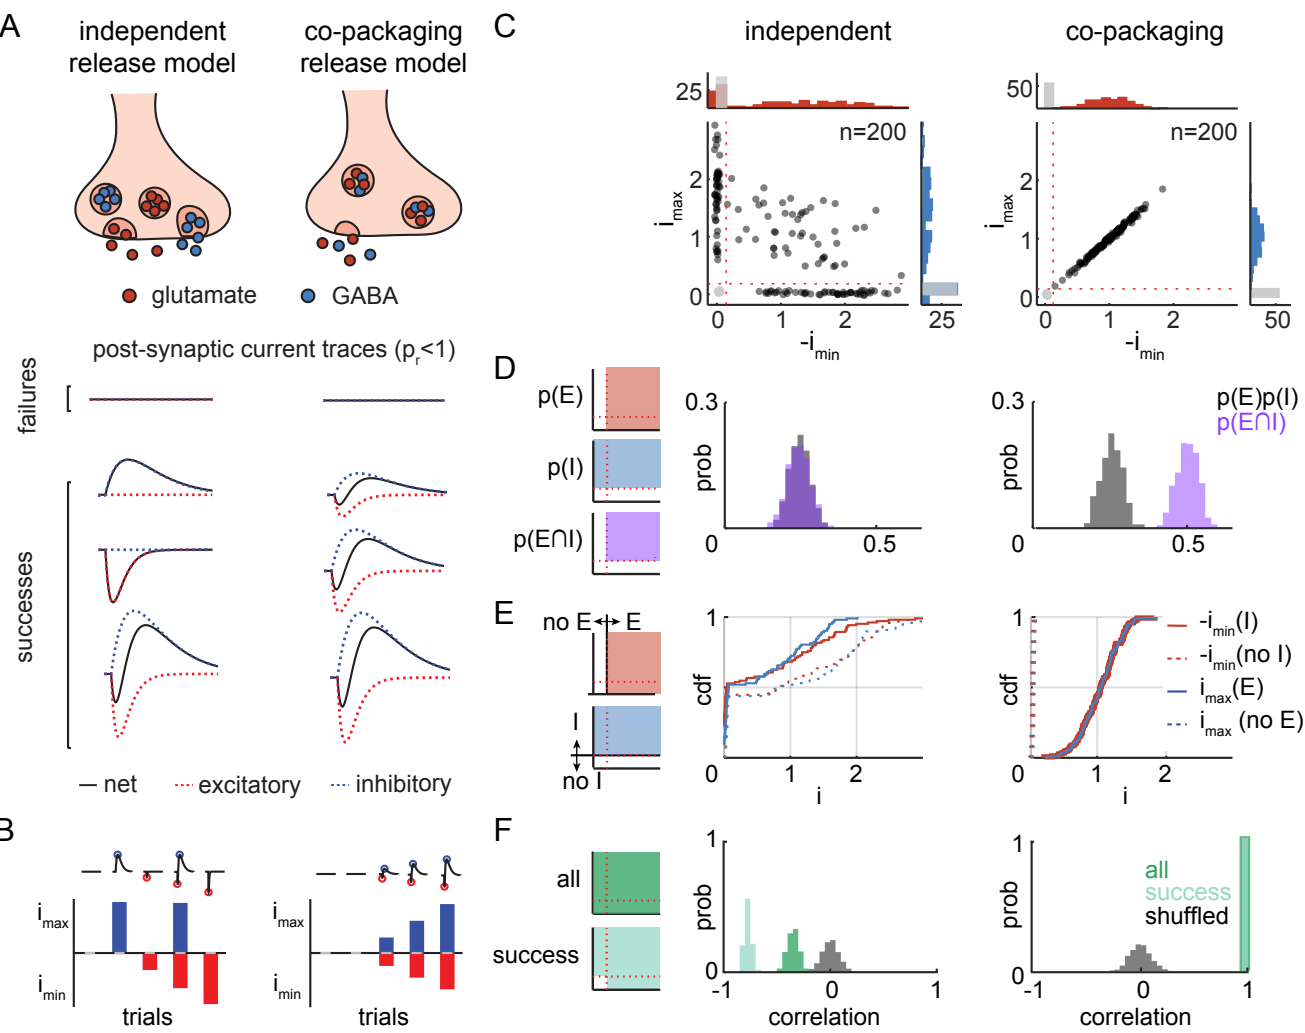 A
independent
release model
co-packaging
release model
glutamate
GABA
post-synaptic current traces (pr<1)
failures
successes
net
excitatory
inhibitory
B
imax
imin
trials
imax
imin
trials
C
independent
co-packaging
25
n=200
imax
2
1
0
0
1
2
-imin
25
50
n=200
imax
2
1
0
0
1
2
-imin
50
D
p(E)
p(I)
p(E∩I)
0.3
prob
0
0.5
0.3
prob
0
0.5
p(E)p(I)
p(E∩I)
E
no E
E
I
no I
1
cdf
0
1
2
i
1
cdf
0
1
2
i
-imin(I)
-imin(no I)
imax(E)
imax (no E)
F
all
success
1
prob
0
-1
0
1
correlation
1
prob
0
-1
0
1
correlation
all
success
shuffled